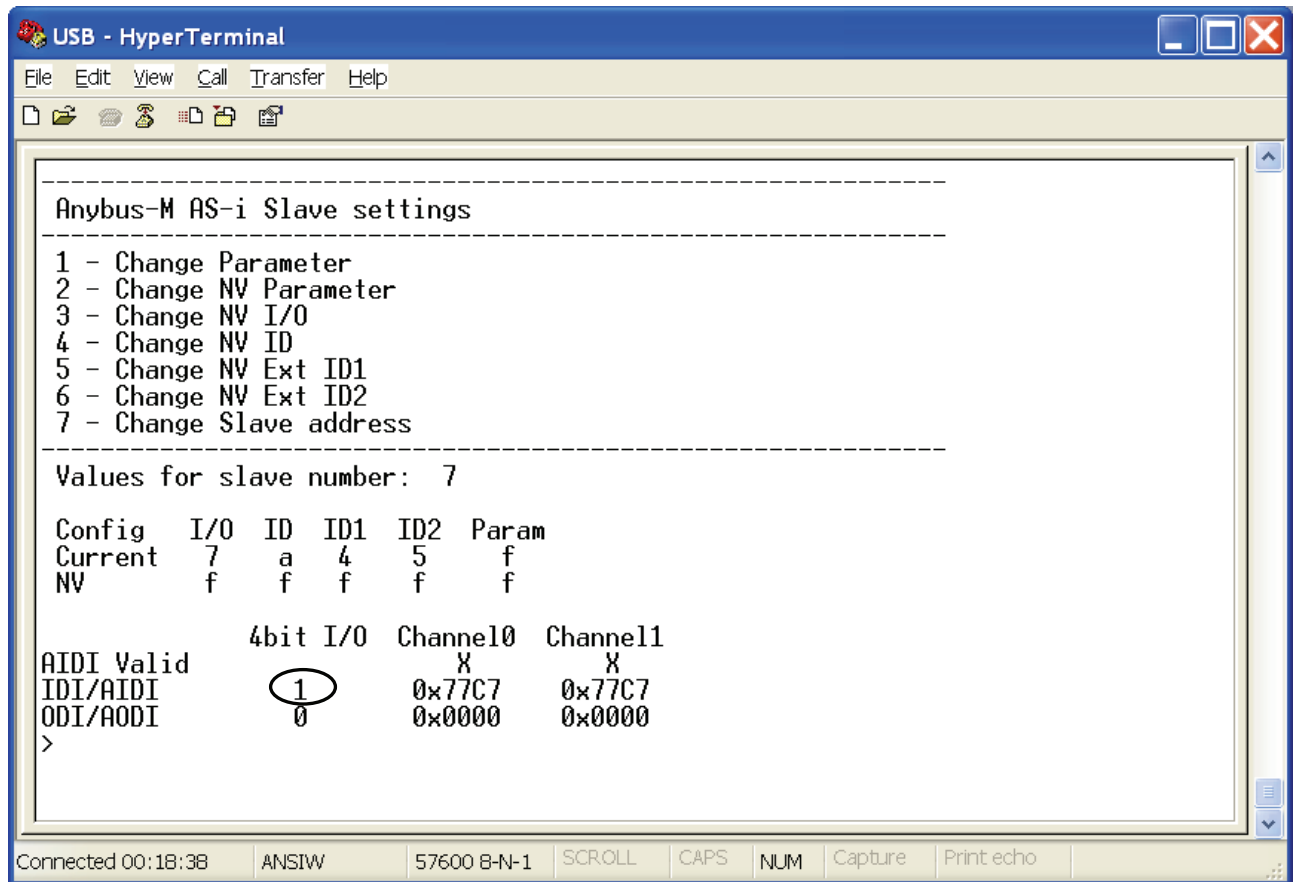 USB - HyperTerminal
File Edit View Call Transfer Help
Anybus-M AS-i Slave settings
1 - Change Parameter
2 - Change NV Parameter
3 - Change NV I/O
4 - Change NV ID
5 - Change NV Ext ID1
6 - Change NV Ext ID2
7 - Change Slave address
Values for slave number: 7
Config I/O ID ID1 ID2 Param
Current 7 a 4 5 f
NV f f f f f
4bit I/O Channel0 Channel1
AIDI Valid X X
IDI/AIDI 1 0x77C7 0x77C7
ODI/AODI 0 0x0000 0x0000
>
Connected 00:18:38 ANSIW 57600 8-N-1 SCROLL CAPS NUM Capture Print echo